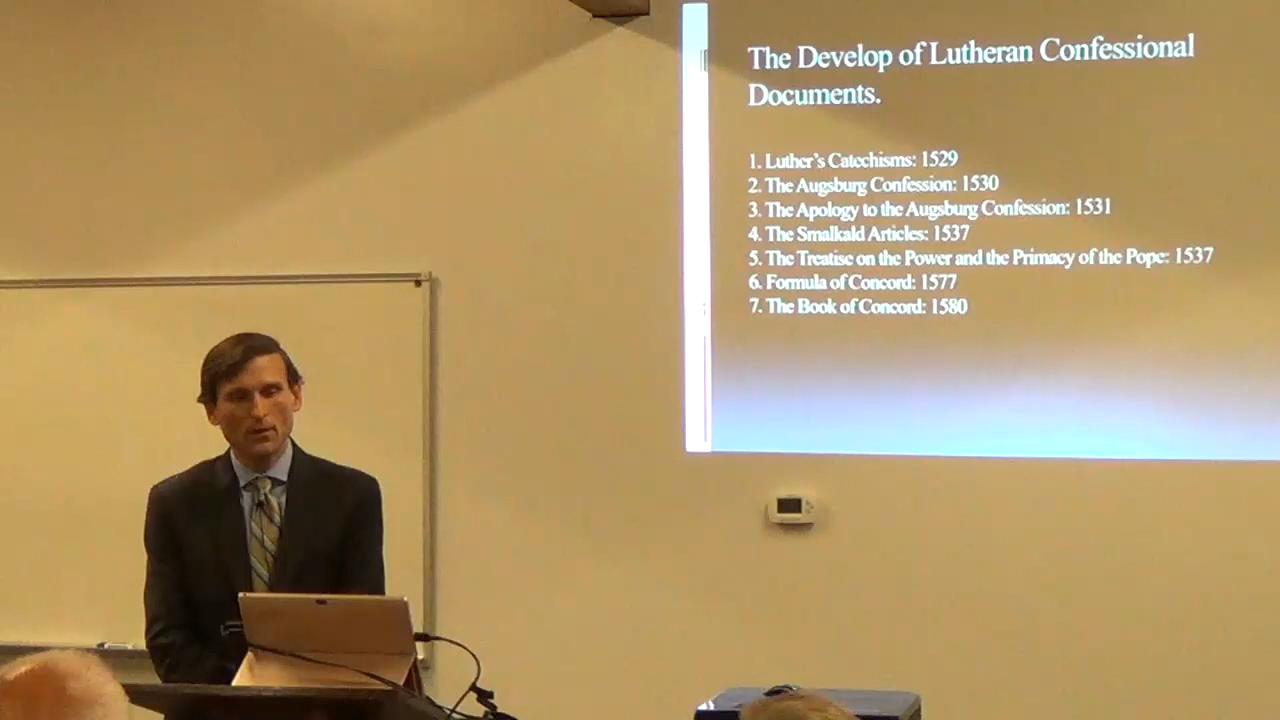 The Develop of Lutheran Confessional
Documents.
1. Luther's Catechisms: 1529
2. The Augsburg Confession: 1530
3. The Apology to the Augsburg Confession: 1531
4. The Smalkald Articles: 1537
5. The Treatise on the Power and the Primacy of the Pope: 1537
6. Formula of Concord: 1577
7. The Book of Concord: 1580